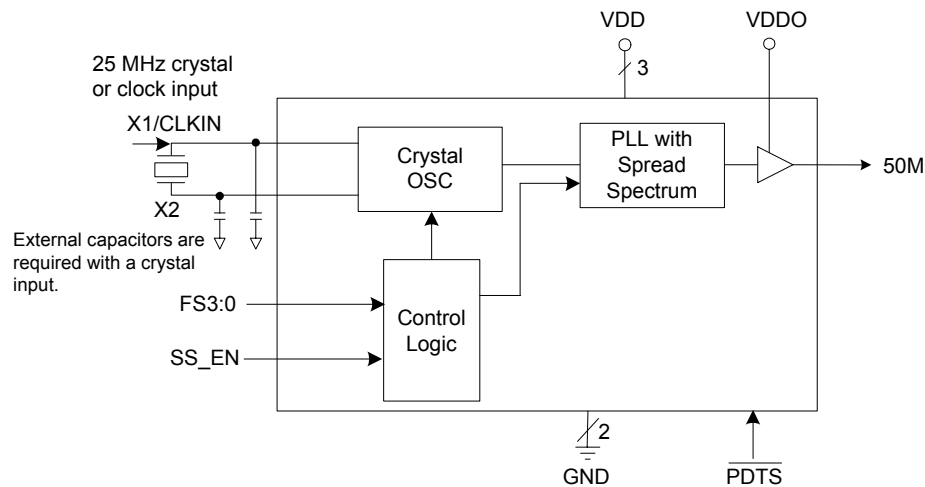 VDD
VDDO
3
25 MHz crystal
or clock input
X1/CLKIN
X2
External capacitors are
required with a crystal
input.
Crystal
OSC
PLL with
Spread
Spectrum
50M
FS3:0
SS_EN
Control
Logic
2
GND
PDTS